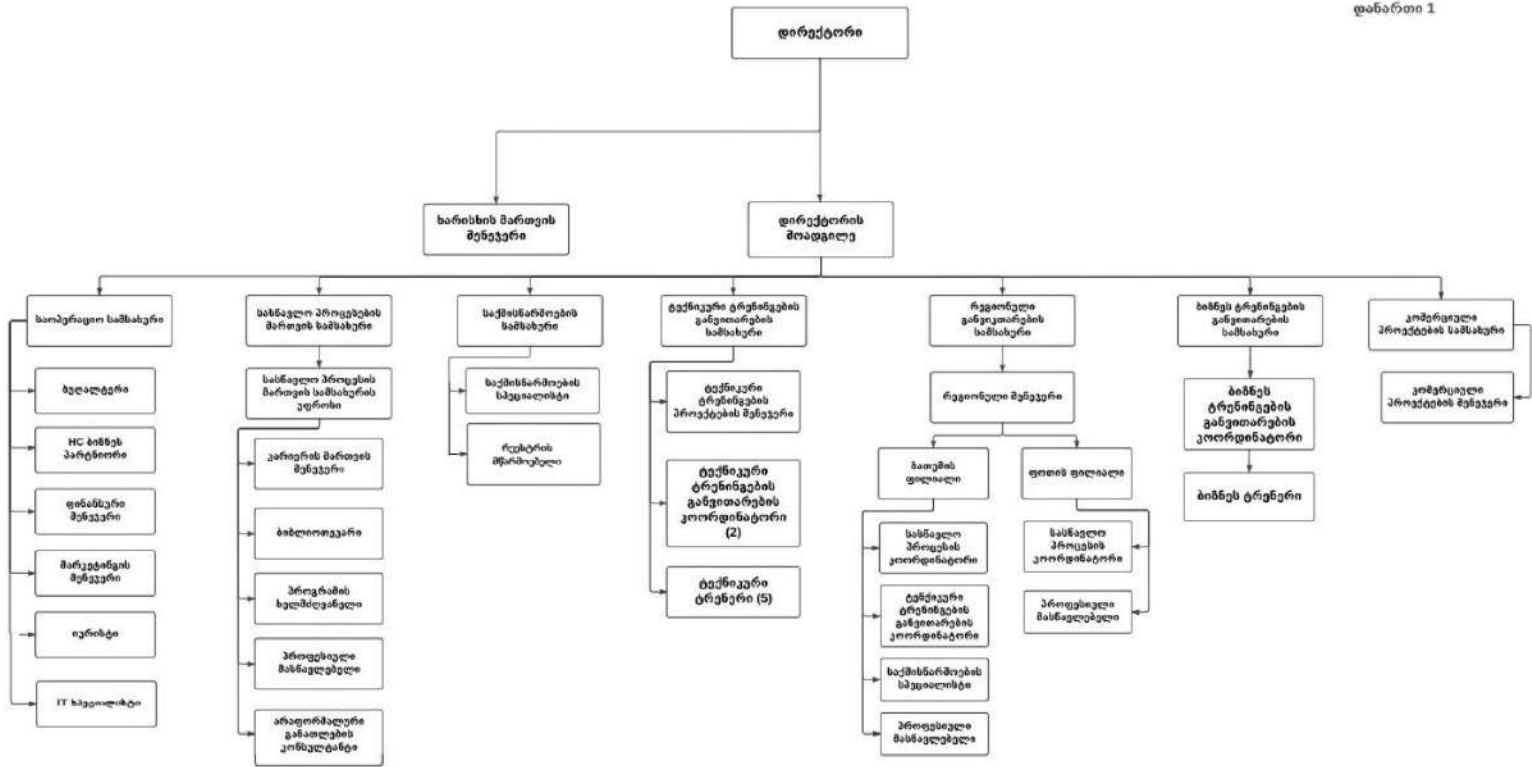 დანართი 1
დირექტორი
ხარისხის მართვის
მენეჯერი
დირექტორის
მოადგილე
საოპერაციო სამსახური
ბუღალტერი
HC ბიზნეს
პარტნიორი
ფინანსური
მენეჯერი
მარკეტინგის
მენეჯერი
იურისტი
IT სპეციალისტი
სასწავლო პროცესების
მართვის სამსახური
სასწავლო პროცესის
მართვის სამსახურის
უფროსი
კარიერის მართვის
მენეჯერი
ბიბლიოთეკარი
პროგრამის
ხელმძღვანელი
პროფესიული
მასწავლებელი
არაფორმალური
განათლების
კონსულტანტი
საქმისწარმოების
სამსახური
საქმისწარმოების
სპეციალისტი
რეესტრის
მწარმოებელი
ტექნიკური ტრენინგების
განვითარების
სამსახური
ტექნიკური
ტრენინგების
პროექტების მენეჯერი
ტექნიკური
ტრენინგების
განვითარების
კოორდინატორი
(2)
ტექნიკური
ტრენერი (5)
რეგიონული
განვიკთარების
სამსახური
რეგიონული მენეჯერი
ბათუმის
ფილიალი
სასწავლო
პროცესის
კოორდინატორი
ტენქიკური
ტრენინგების
განვითარების
კოორდინატორი
საქმისწარმოების
სპეციალისტი
პროფესიული
მასწავლებელი
ფოთის ფილიალი
სასწავლო
პროცესის
კოორდინატორი
პროფესიული
მასწავლებელი
ბიზნეს ტრენინგების
განვითარების
სამსახური
ბიზნეს
ტრენინგების
განვითარების
კოორდინატორი
ბიზნეს ტრენერი
კომერციული
პროექტების სამსახური
კომერციული
პროექტების მენეჯერი